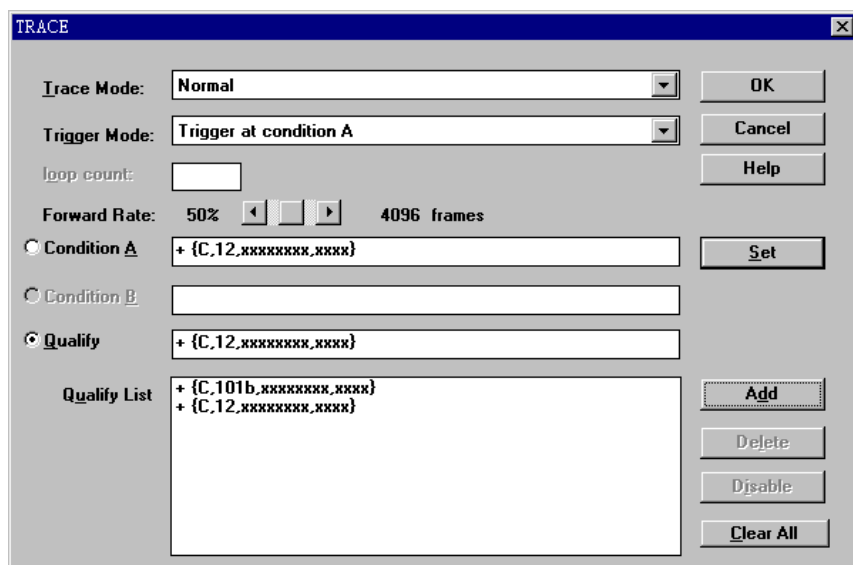 TRACE
Trace Mode: Normal OK
Trigger Mode: Trigger at condition A Cancel
loop count: Help
Forward Rate: 50% 4096 frames
Condition A + {C,12,xxxxxxxx,xxxx} Set
Condition B
Qualify + {C,12,xxxxxxxx,xxxx}
Qualify List + {C,101b,xxxxxxxx,xxxx} Add
+ {C,12,xxxxxxxx,xxxx}
Delete
Disable
Clear All